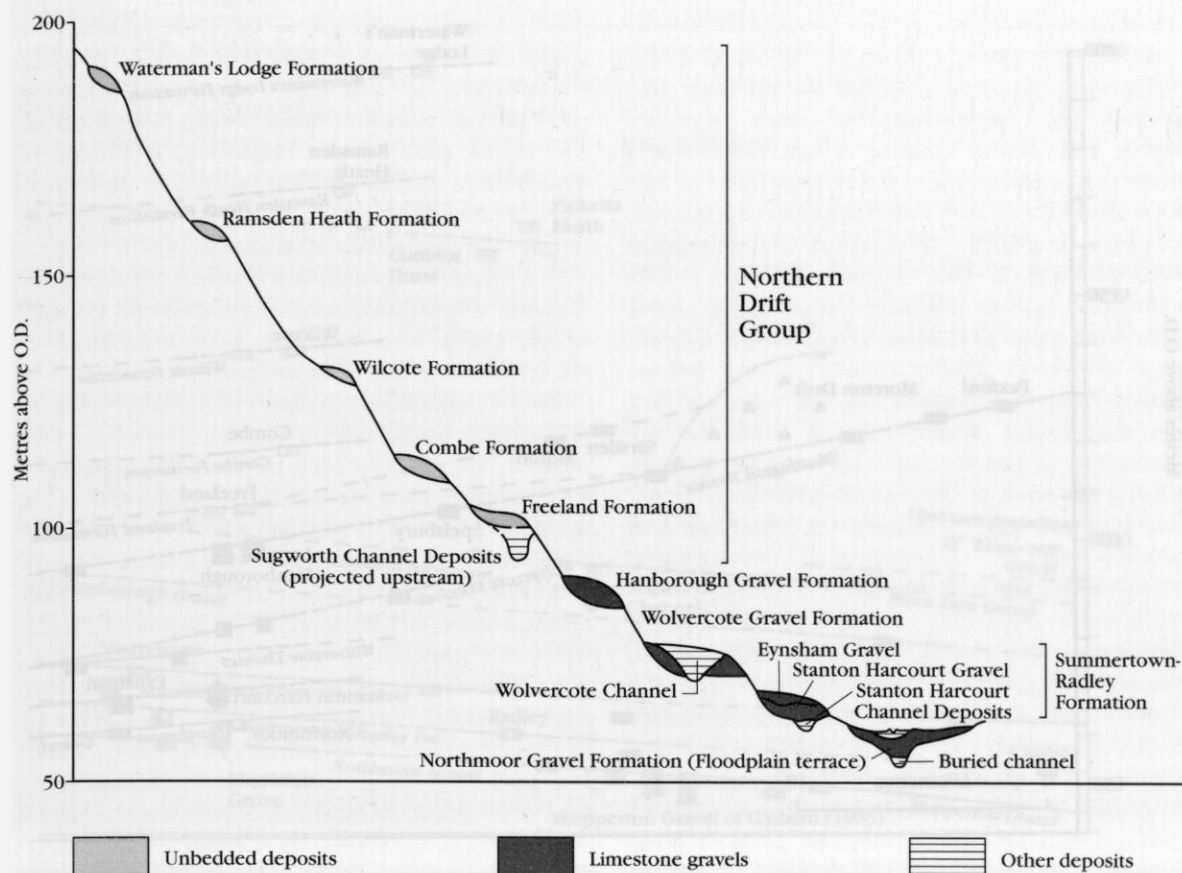 200
Waterman's Lodge Formation
Ramsden Heath Formation
150
Northern
Drift
Group
Metres above O.D.
Wilcote Formation
Combe Formation
Freeland Formation
100
Sugworth Channel Deposits
(projected upstream)
Hanborough Gravel Formation
Wolvercote Gravel Formation
Eynsham Gravel
Stanton Harcourt Gravel
Summertown-
Radley
Formation
Wolvercote Channel
Stanton Harcourt
Channel Deposits
Northmoor Gravel Formation (Floodplain terrace)
Buried channel
50
Unbedded deposits
Limestone gravels
Other deposits